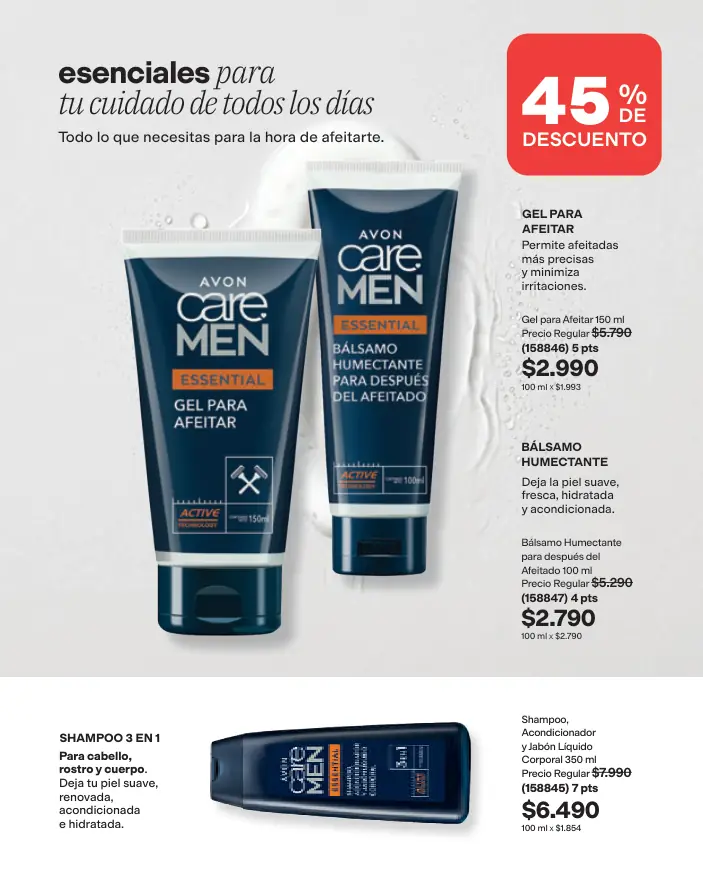 esenciales para
tu cuidado de todos los días
Todo lo que necesitas para la hora de afeitarte.
45 % DE
DESCUENTO
AVON
care.
MEN
ESSENTIAL
GEL PARA
AFEITAR
ACTIVE
TECHNOLOGY
150ml
AVON
care.
MEN
ESSENTIAL
BÁLSAMO
HUMECTANTE
PARA DESPUÉS
DEL AFEITADO
ACTIVE
TECHNOLOGY
100ml
GEL PARA
AFEITAR
Permite afeitadas
más precisas
y minimiza
irritaciones.
Gel para Afeitar 150 ml
Precio Regular $5.790
(158846) 5 pts
$2.990
100 ml x $1.993
BÁLSAMO
HUMECTANTE
Deja la piel suave,
fresca, hidratada
y acondicionada.
Bálsamo Humectante
para después del
Afeitado 100 ml
Precio Regular $5.290
(158847) 4 pts
$2.790
100 ml x $2.790
SHAMPOO 3 EN 1
Para cabello,
rostro y cuerpo.
Deja tu piel suave,
renovada,
acondicionada
e hidratada.
AVON
care.
MEN
ESSENTIAL
SHAMPOO,
ACONDICIONADOR
Y JABÓN LÍQUIDO
CORPORAL
3 en 1
Shampoo,
Acondicionador
y Jabón Líquido
Corporal 350 ml
Precio Regular $7.990
(158845) 7 pts
$6.490
100 ml x $1.854